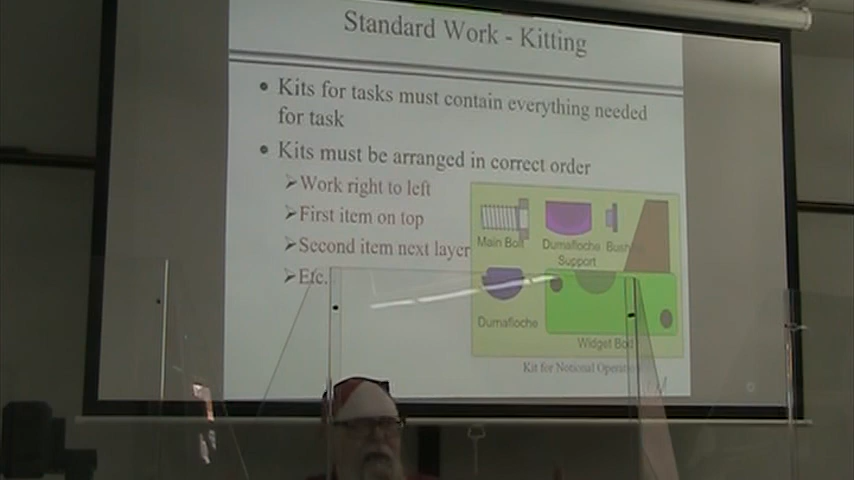 Standard Work - Kitting
• Kits for tasks must contain everything needed
for task
• Kits must be arranged in correct order
➢Work right to left
➢First item on top
➢Second item next layer
➢Etc.
Main Bolt
Dumafloche
Support
Dumafloche
Widget
Kit for Notional